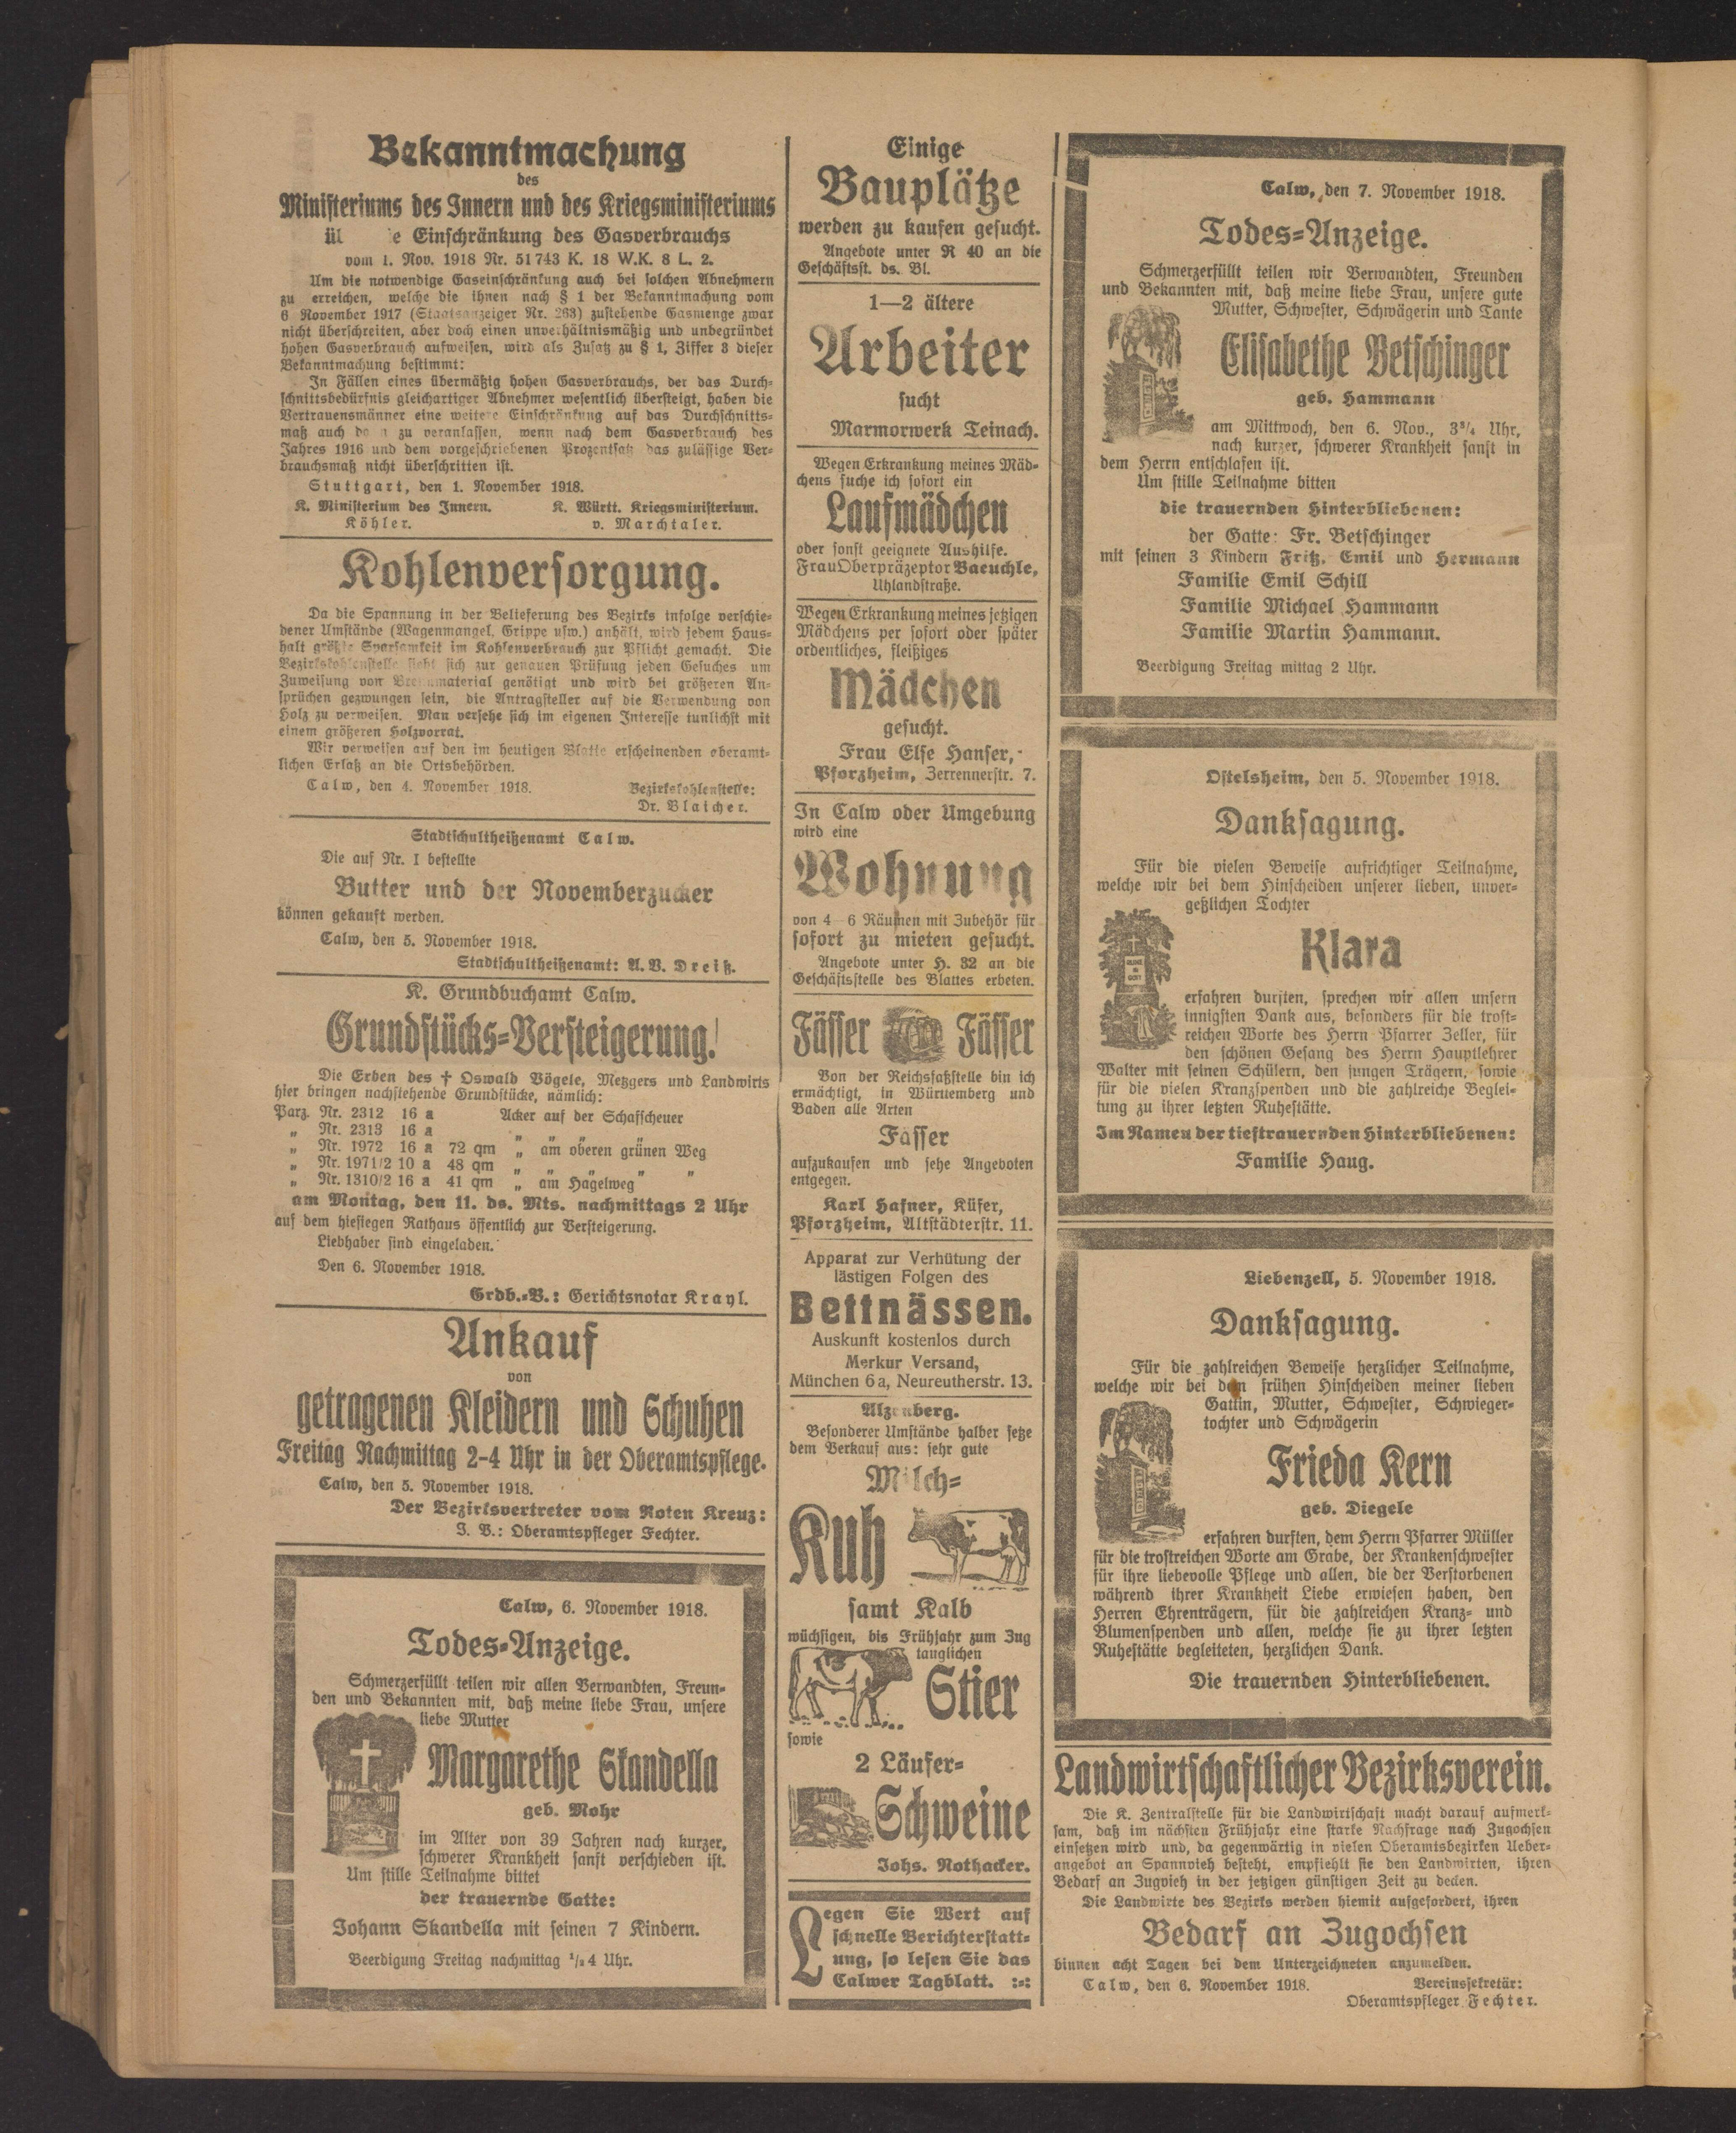 Bekanntmachung
des
Ministeriums des Innern und des Kriegsministeriums
ül e Einschränkung des Gasverbrauchs
vom 1. Nov. 1918 Nr. 51743 K. 18 W.K. 8 L. 2.
Um die notwendige Gaseinschränkung auch bei solchen Abnehmern
zu erreichen, welche die ihnen nach § 1 der Bekanntmachung vom
6 November 1917 (Staatsanzeiger Nr. 263) zustehende Gasmenge zwar
nicht überschreiten, aber doch einen unverhältnismäßig und unbegründet
hohen Gasverbrauch aufweisen, wird als Zusatz zu § 1, Ziffer 3 dieser
Bekanntmachung bestimmt:
In Fällen eines übermäßig hohen Gasverbrauchs, der das Durch-
schnittsbedürfnis gleichartiger Abnehmer wesentlich übersteigt, haben die
Vertrauensmänner eine weitere Einschränkung auf das Durchschnitts-
maß auch dann zu veranlassen, wenn nach dem Gasverbrauch des
Jahres 1916 und dem vorgeschriebenen Prozentsatz das zulässige Ver-
brauchsmaß nicht überschritten ist.
Stuttgart, den 1. November 1918.
K. Ministerium des Innern. K. Württ. Kriegsministerium.
Köhler. v. Marchtaler.
Kohlenversorgung.
Da die Spannung in der Belieferung des Bezirks infolge verschie-
dener Umstände (Wagenmangel, Grippe usw.) anhält, wird jedem Haus-
halt größte Sparsamkeit im Kohlenverbrauch zur Pflicht gemacht. Die
Bezirkskohlenstelle sieht sich zur genauen Prüfung jeden Gesuches um
Zuweisung von Brennmaterial genötigt und wird bei größeren An-
sprüchen gezwungen sein, die Antragsteller auf die Verwendung von
Holz zu verweisen. Man versehe sich im eigenen Interesse tunlichst mit
einem größeren Holzvorrat.
Wir verweisen auf den im heutigen Blatte erscheinenden oberamt-
lichen Erlaß an die Ortsbehörden.
Calw, den 4. November 1918. Bezirkskohlenstelle:
Dr. Blaicher.
Stadtschultheißenamt Calw.
Die auf Nr. I bestellte
Butter und der Novemberzucker
können gekauft werden.
Calw, den 5. November 1918.
Stadtschultheißenamt: A.V. Dreiß.
K. Grundbuchamt Calw.
Grundstücks-Versteigerung.
Die Erben des † Oswald Vögele, Metzgers und Landwirts
hier bringen nachstehende Grundstücke, nämlich:
Parz. Nr. 2312 16 a Acker auf der Schafscheuer
„ Nr. 2313 16 a „ „ „ „
„ Nr. 1972 16 a 72 qm „ am oberen grünen Weg
„ Nr. 1971/2 10 a 48 qm „ „ „ „ „
„ Nr. 1310/2 16 a 41 qm „ am Hagelweg
am Montag, den 11. ds. Mts. nachmittags 2 Uhr
auf dem hiesiegen Rathaus öffentlich zur Versteigerung.
Liebhaber sind eingeladen.
Den 6. November 1918.
Grdb.-B.: Gerichtsnotar Krayl.
Ankauf
von
getragenen Kleidern und Schuhen
Freitag Nachmittag 2-4 Uhr in der Oberamtspflege.
Calw, den 5. November 1918.
Der Bezirksvertreter vom Roten Kreuz:
J. V.: Oberamtspfleger Fechter.
Calw, 6. November 1918.
Todes-Anzeige.
Schmerzerfüllt teilen wir allen Verwandten, Freun-
den und Bekannten mit, daß meine liebe Frau, unsere
liebe Mutter
Margarethe Skandella
geb. Mohr
im Alter von 39 Jahren nach kurzer,
schwerer Krankheit sanft verschieden ist.
Um stille Teilnahme bittet
der trauernde Gatte:
Johann Skandella mit seinen 7 Kindern.
Beerdigung Freitag nachmittag ½4 Uhr.
Einige
Bauplätze
werden zu kaufen gesucht.
Angebote unter R 40 an die
Geschäftsst. ds. Bl.
1—2 ältere
Arbeiter
sucht
Marmorwerk Teinach.
Wegen Erkrankung meines Mäd-
chens suche ich sofort ein
Laufmädchen
oder sonst geeignete Aushilfe.
Frau Oberpräzeptor Baeuchle,
Uhlandstraße.
Wegen Erkrankung meines jetzigen
Mädchens per sofort oder später
ordentliches, fleißiges
Mädchen
gesucht.
Frau Else Hanser,
Pforzheim, Zerrennerstr. 7.
In Calw oder Umgebung
wird eine
Wohnung
von 4—6 Räumen mit Zubehör für
sofort zu mieten gesucht.
Angebote unter H. 32 an die
Geschäftsstelle des Blattes erbeten.
Fässer Fässer
Von der Reichsfaßstelle bin ich
ermächtigt, in Württemberg und
Baden alle Arten
Fässer
aufzukaufen und sehe Angeboten
entgegen.
Karl Hafner, Küfer,
Pforzheim, Altstädterstr. 11.
Apparat zur Verhütung der
lästigen Folgen des
Bettnässen.
Auskunft kostenlos durch
Merkur Versand,
München 6a, Neureutherstr. 13.
Alzenberg.
Besonderer Umstände halber setze
dem Verkauf aus: sehr gute
Milch-
Kuh
samt Kalb
wüchsigen, bis Frühjahr zum Zug
tauglichen
Stier
sowie
2 Läufer-
Schweine
Johs. Rothacker.
Legen Sie Wert auf
schnelle Berichterstatt-
ung, so lesen Sie das
Calwer Tagblatt. :-:
Calw, den 7. November 1918.
Todes-Anzeige.
Schmerzerfüllt teilen wir Verwandten, Freunden
und Bekannten mit, daß meine liebe Frau, unsere gute
Mutter, Schwester, Schwägerin und Tante
Elisabethe Betschinger
geb. Hammann
am Mittwoch, den 6. Nov., 3¾ Uhr,
nach kurzer, schwerer Krankheit sanft in
dem Herrn entschlafen ist.
Um stille Teilnahme bitten
die trauernden Hinterbliebenen:
der Gatte: Fr. Betschinger
mit seinen 3 Kindern Fritz, Emil und Hermann
Familie Emil Schill
Familie Michael Hammann
Familie Martin Hammann.
Beerdigung Freitag mittag 2 Uhr.
Ostelsheim, den 5. November 1918.
Danksagung.
Für die vielen Beweise aufrichtiger Teilnahme,
welche wir bei dem Hinscheiden unserer lieben, unver-
geßlichen Tochter
RUHE IN GOTT
Klara
erfahren durften, sprechen wir allen unsern
innigsten Dank aus, besonders für die trost-
reichen Worte des Herrn Pfarrer Zeller, für
den schönen Gesang des Herrn Hauptlehrer
Walter mit seinen Schülern, den jungen Trägern, sowie
für die vielen Kranzspenden und die zahlreiche Beglei-
tung zu ihrer letzten Ruhestätte.
Im Namen der tieftrauernden Hinterbliebenen:
Familie Haug.
Liebenzell, 5. November 1918.
Danksagung.
Für die zahlreichen Beweise herzlicher Teilnahme,
welche wir bei dem frühen Hinscheiden meiner lieben
Gattin, Mutter, Schwester, Schwieger-
tochter und Schwägerin
Frieda Kern
geb. Diegele
erfahren durften, dem Herrn Pfarrer Müller
für die trostreichen Worte am Grabe, der Krankenschwester
für ihre liebevolle Pflege und allen, die der Verstorbenen
während ihrer Krankheit Liebe erwiesen haben, den
Herren Ehrenträgern, für die zahlreichen Kranz- und
Blumenspenden und allen, welche sie zu ihrer letzten
Ruhestätte begleiteten, herzlichen Dank.
Die trauernden Hinterbliebenen.
Landwirtschaftlicher Bezirksverein.
Die K. Zentralstelle für die Landwirtschaft macht darauf aufmerk-
sam, daß im nächsten Frühjahr eine starke Nachfrage nach Zugochsen
einsetzen wird und, da gegenwärtig in vielen Oberamtsbezirken Ueber-
angebot an Spannvieh besteht, empfiehlt sie den Landwirten, ihren
Bedarf an Zugvieh in der jetzigen günstigen Zeit zu decken.
Die Landwirte des Bezirks werden hiemit aufgefordert, ihren
Bedarf an Zugochsen
binnen acht Tagen bei dem Unterzeichneten anzumelden.
Calw, den 6. November 1918. Vereinssekretär:
Oberamtspfleger Fechter.